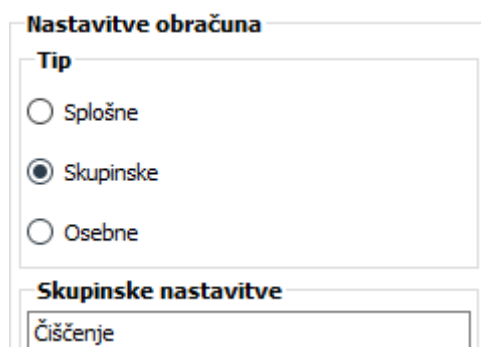 Nastavitve obračuna
Tip
Splošne
Skupinske
Osebne
Skupinske nastavitve
Čiščenje